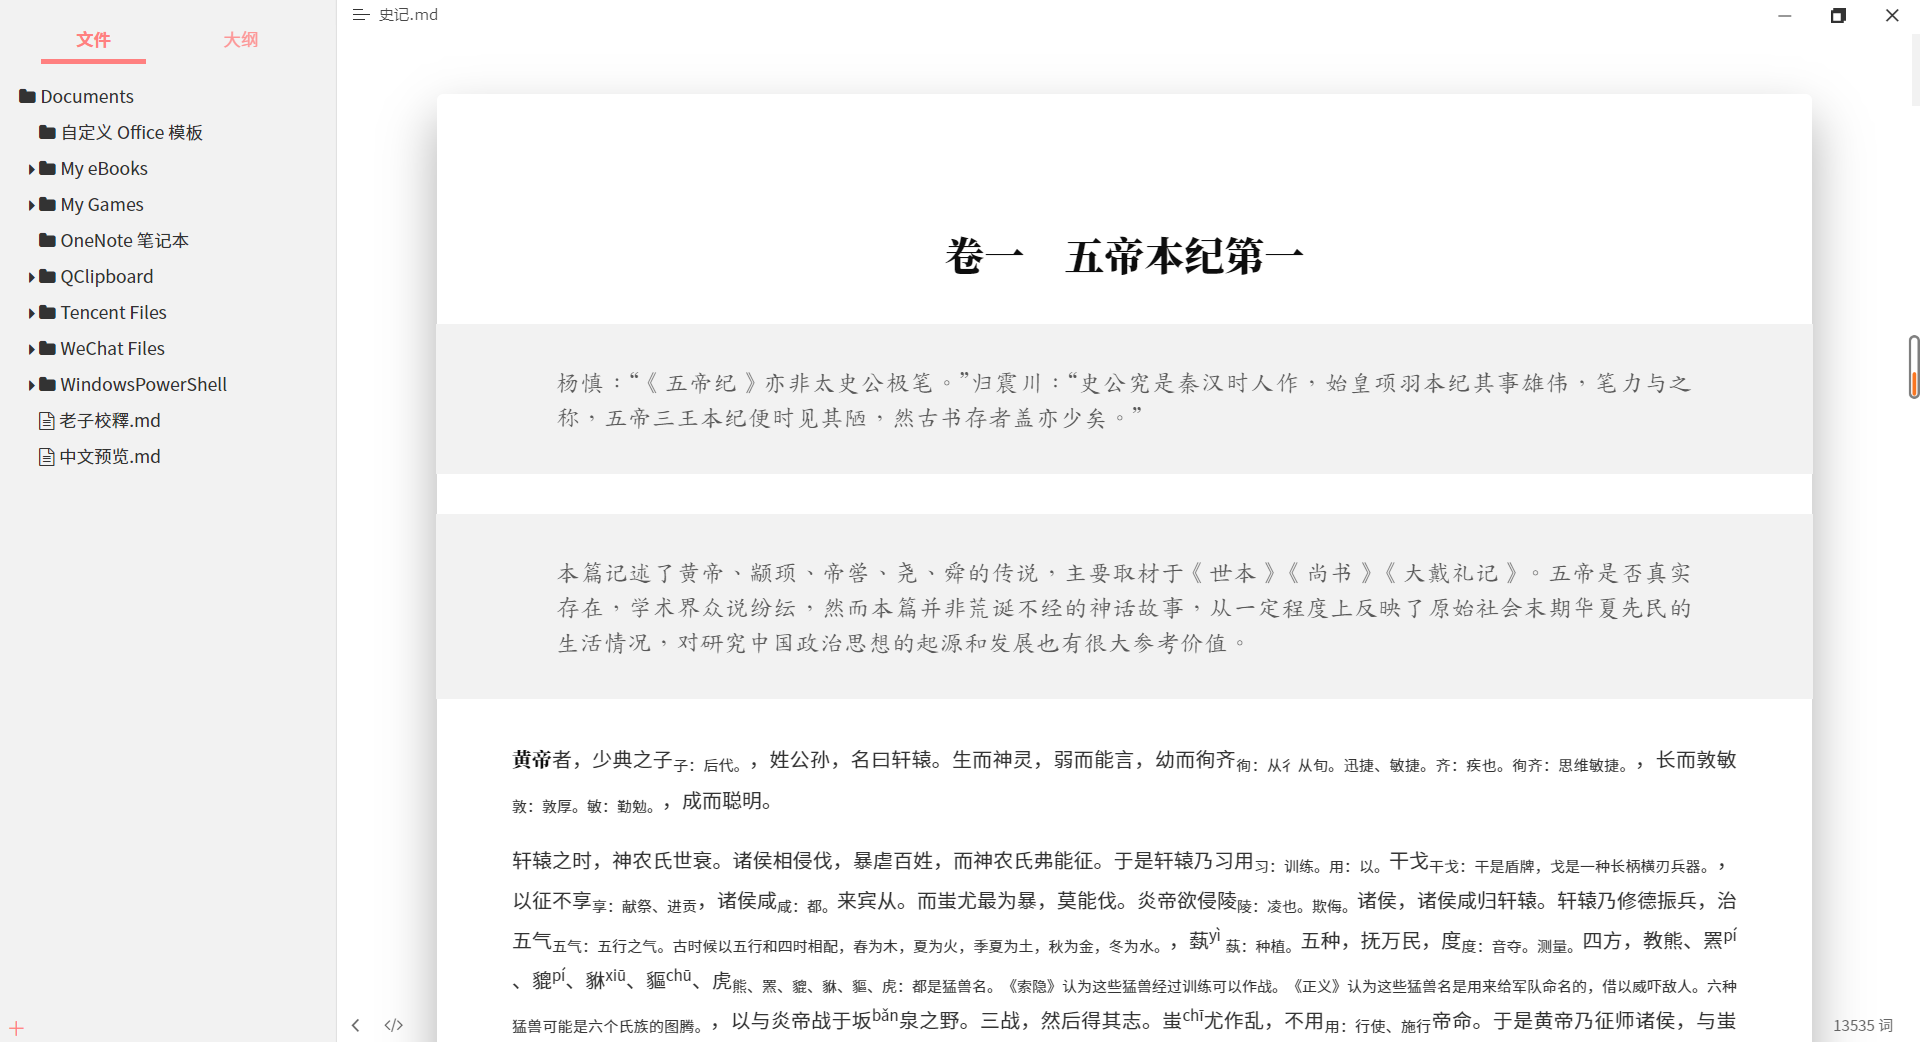 文件
大纲
Documents
自定义 Office 模板
My eBooks
My Games
OneNote 笔记本
QClipboard
Tencent Files
WeChat Files
WindowsPowerShell
老子校釋.md
中文预览.md
史记.md
卷一　五帝本纪第一
杨慎：“《五帝纪》亦非太史公极笔。”归震川：“史公究是秦汉时人作，始皇项羽本纪其事雄伟，笔力与之
称，五帝三王本纪便时见其陋，然古书存者盖亦少矣。”
本篇记述了黄帝、颛顼、帝喾、尧、舜的传说，主要取材于《世本》《尚书》《大戴礼记》。五帝是否真实
存在，学术界众说纷纭，然而本篇并非荒诞不经的神话故事，从一定程度上反映了原始社会末期华夏先民的
生活情况，对研究中国政治思想的起源和发展也有很大参考价值。
黄帝者，少典之子子：后代。，姓公孙，名曰轩辕。生而神灵，弱而能言，幼而徇齐徇：从彳从旬。迅捷、敏捷。齐：疾也。徇齐：思维敏捷。，长而敦敏
敦：敦厚。敏：勤勉。，成而聪明。
轩辕之时，神农氏世衰。诸侯相侵伐，暴虐百姓，而神农氏弗能征。于是轩辕乃习用习：训练。用：以。干戈干戈：干是盾牌，戈是一种长柄横刃兵器。，
以征不享享：献祭、进贡，诸侯咸咸：都。来宾从。而蚩尤最为暴，莫能伐。炎帝欲侵陵陵：凌也。欺侮。诸侯，诸侯咸归轩辕。轩辕乃修德振兵，治
五气五气：五行之气。古时候以五行和四时相配，春为木，夏为火，季夏为土，秋为金，冬为水。，蓺yì 蓺：种植。五种，抚万民，度度：音夺。测量。四方，教熊、罴pí
、貔pí、貅xiū、䝙chū、虎熊、罴、貔、貅、䝙、虎：都是猛兽名。《索隐》认为这些猛兽经过训练可以作战。《正义》认为这些猛兽名是用来给军队命名的，借以威吓敌人。六种
猛兽可能是六个氏族的图腾。，以与炎帝战于坂bǎn泉之野。三战，然后得其志。蚩chī尤作乱，不用用：行使、施行帝命。于是黄帝乃征师诸侯，与蚩
13535 词